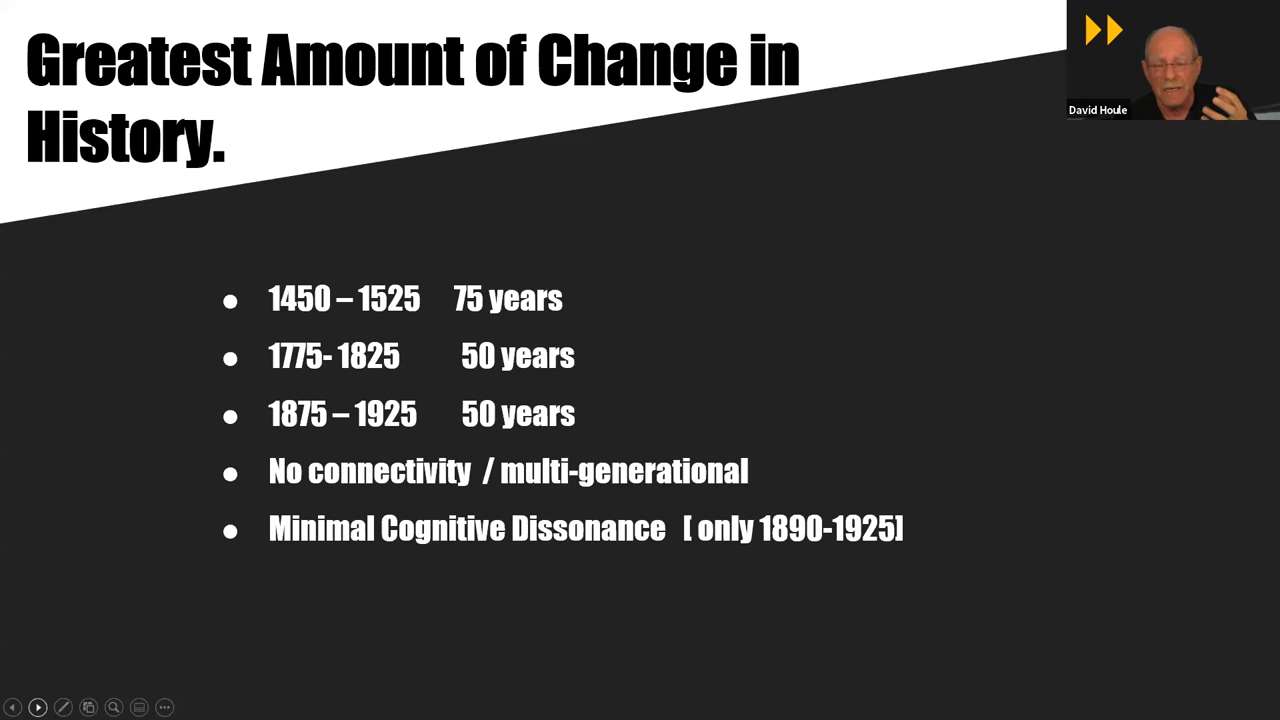 Greatest Amount of Change in
History.
David Houle
● 1450 – 1525 75 years
● 1775- 1825 50 years
● 1875 – 1925 50 years
● No connectivity / multi-generational
● Minimal Cognitive Dissonance [ only 1890-1925]